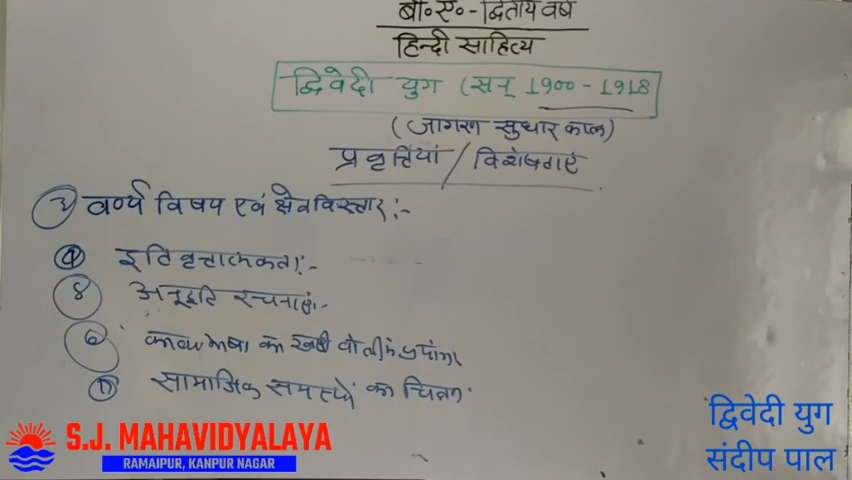 बी०ए०-द्वितीय वर्ष
हिन्दी साहित्य
द्विवेदी युग (सन् 1900 - 1918
(जागरण सुधार काल)
प्रवृत्तियां / विशेषताएं
वर्ण्य विषय एवं क्षेत्रविस्तार:-
इतिवृत्तात्मकता:-
अनूदित रचनाएं:-
काव्य भाषा का खड़ी बोली में प्रयोग
सामाजिक समस्यों का चित्रण
S.J. MAHAVIDYALAYA
RAMAIPUR, KANPUR NAGAR
द्विवेदी युग
संदीप पाल